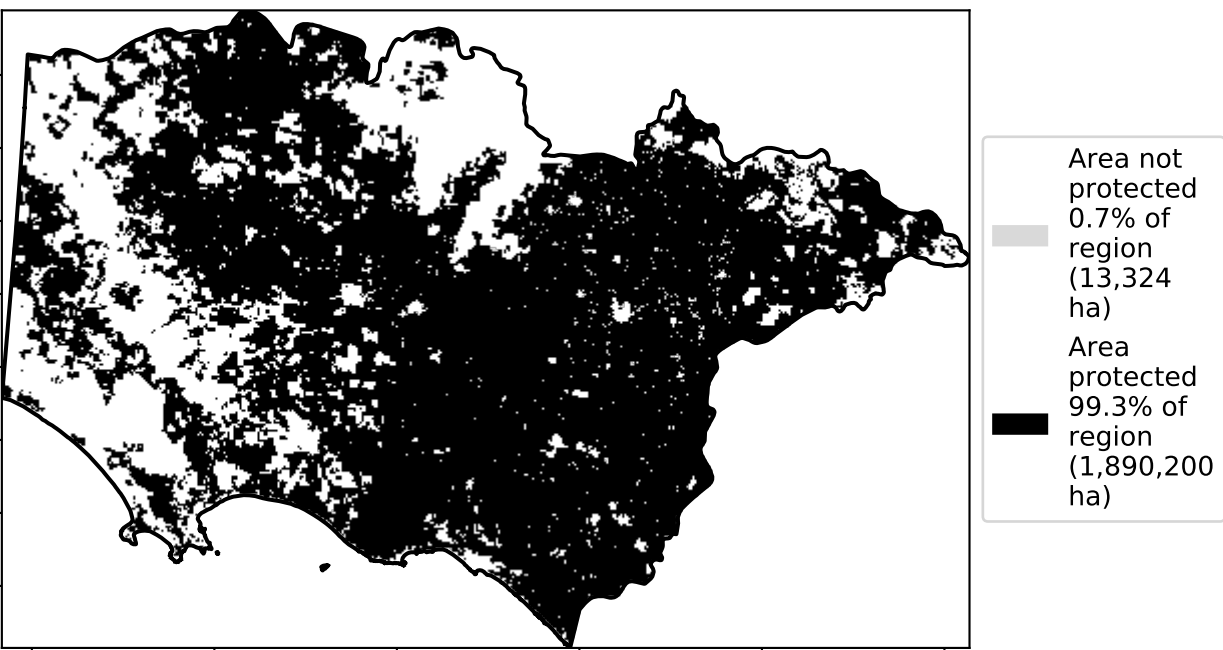 Area not
protected
0.7% of
region
(13,324
ha)
Area
protected
99.3% of
region
(1,890,200
ha)